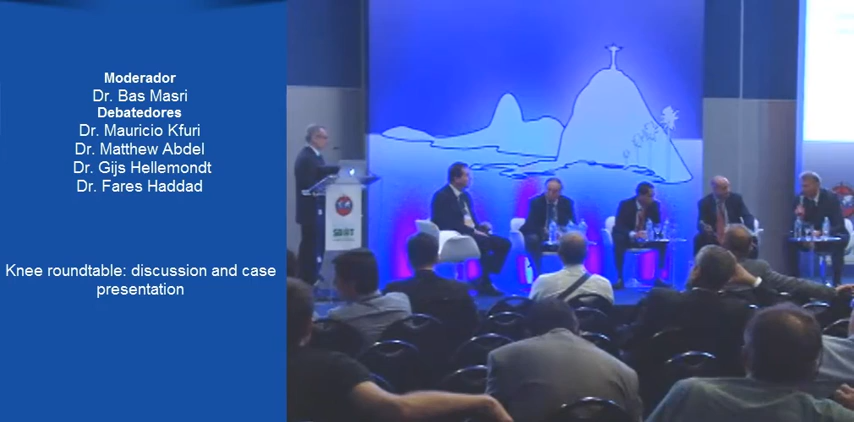 Moderador
Dr. Bas Masri
Debatedores
Dr. Mauricio Kfuri
Dr. Matthew Abdel
Dr. Gijs Hellemondt
Dr. Fares Haddad
Knee roundtable: discussion and case
presentation
SBOT